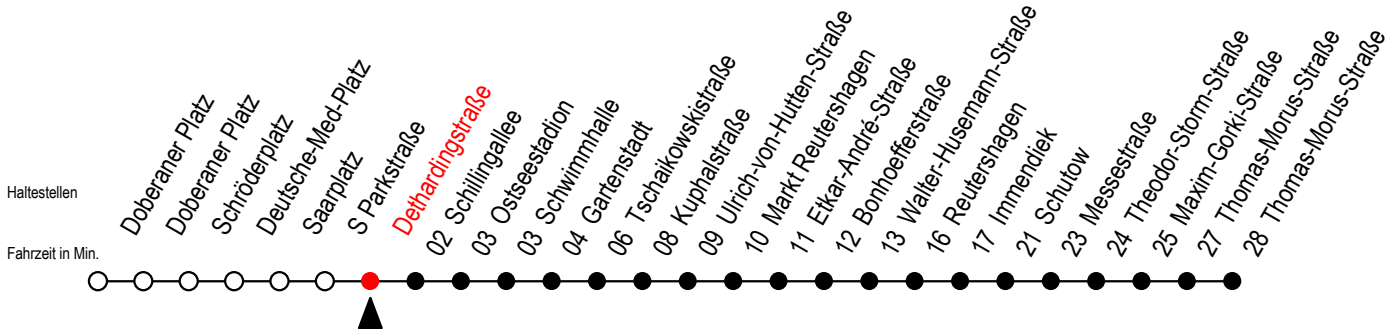 Haltestellen
Doberaner Platz
Doberaner Platz
Schröderplatz
Deutsche-Med-Platz
Saarplatz
S Parkstraße
Dethardingstraße
02 Schillingallee
03 Ostseestadion
03 Schwimmhalle
04 Gartenstadt
06 Tschaikowskistraße
08 Kuphalstraße
09 Ulrich-von-Hutten-Straße
10 Markt Reutershagen
11 Etkar-André-Straße
12 Bonhoefferstraße
13 Walter-Husemann-Straße
16 Reutershagen
17 Immendiek
21 Schutow
23 Messestraße
24 Theodor-Storm-Straße
25 Maxim-Gorki-Straße
27 Thomas-Morus-Straße
28 Thomas-Morus-Straße
Fahrzeit in Min.